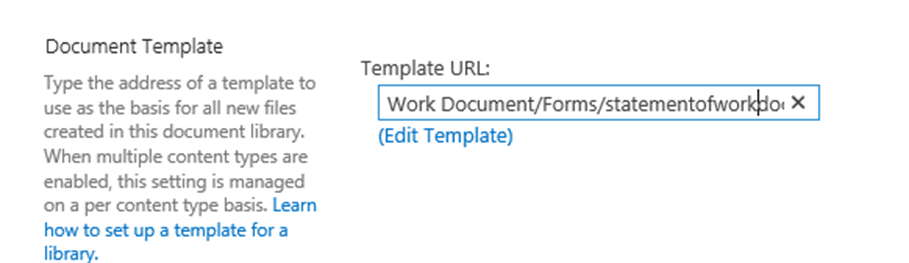 Document Template
Type the address of a template to
use as the basis for all new files
created in this document library.
When multiple content types are
enabled, this setting is managed
on a per content type basis. Learn
how to set up a template for a
library.
Template URL:
Work Document/Forms/statementofwork.do
(Edit Template)